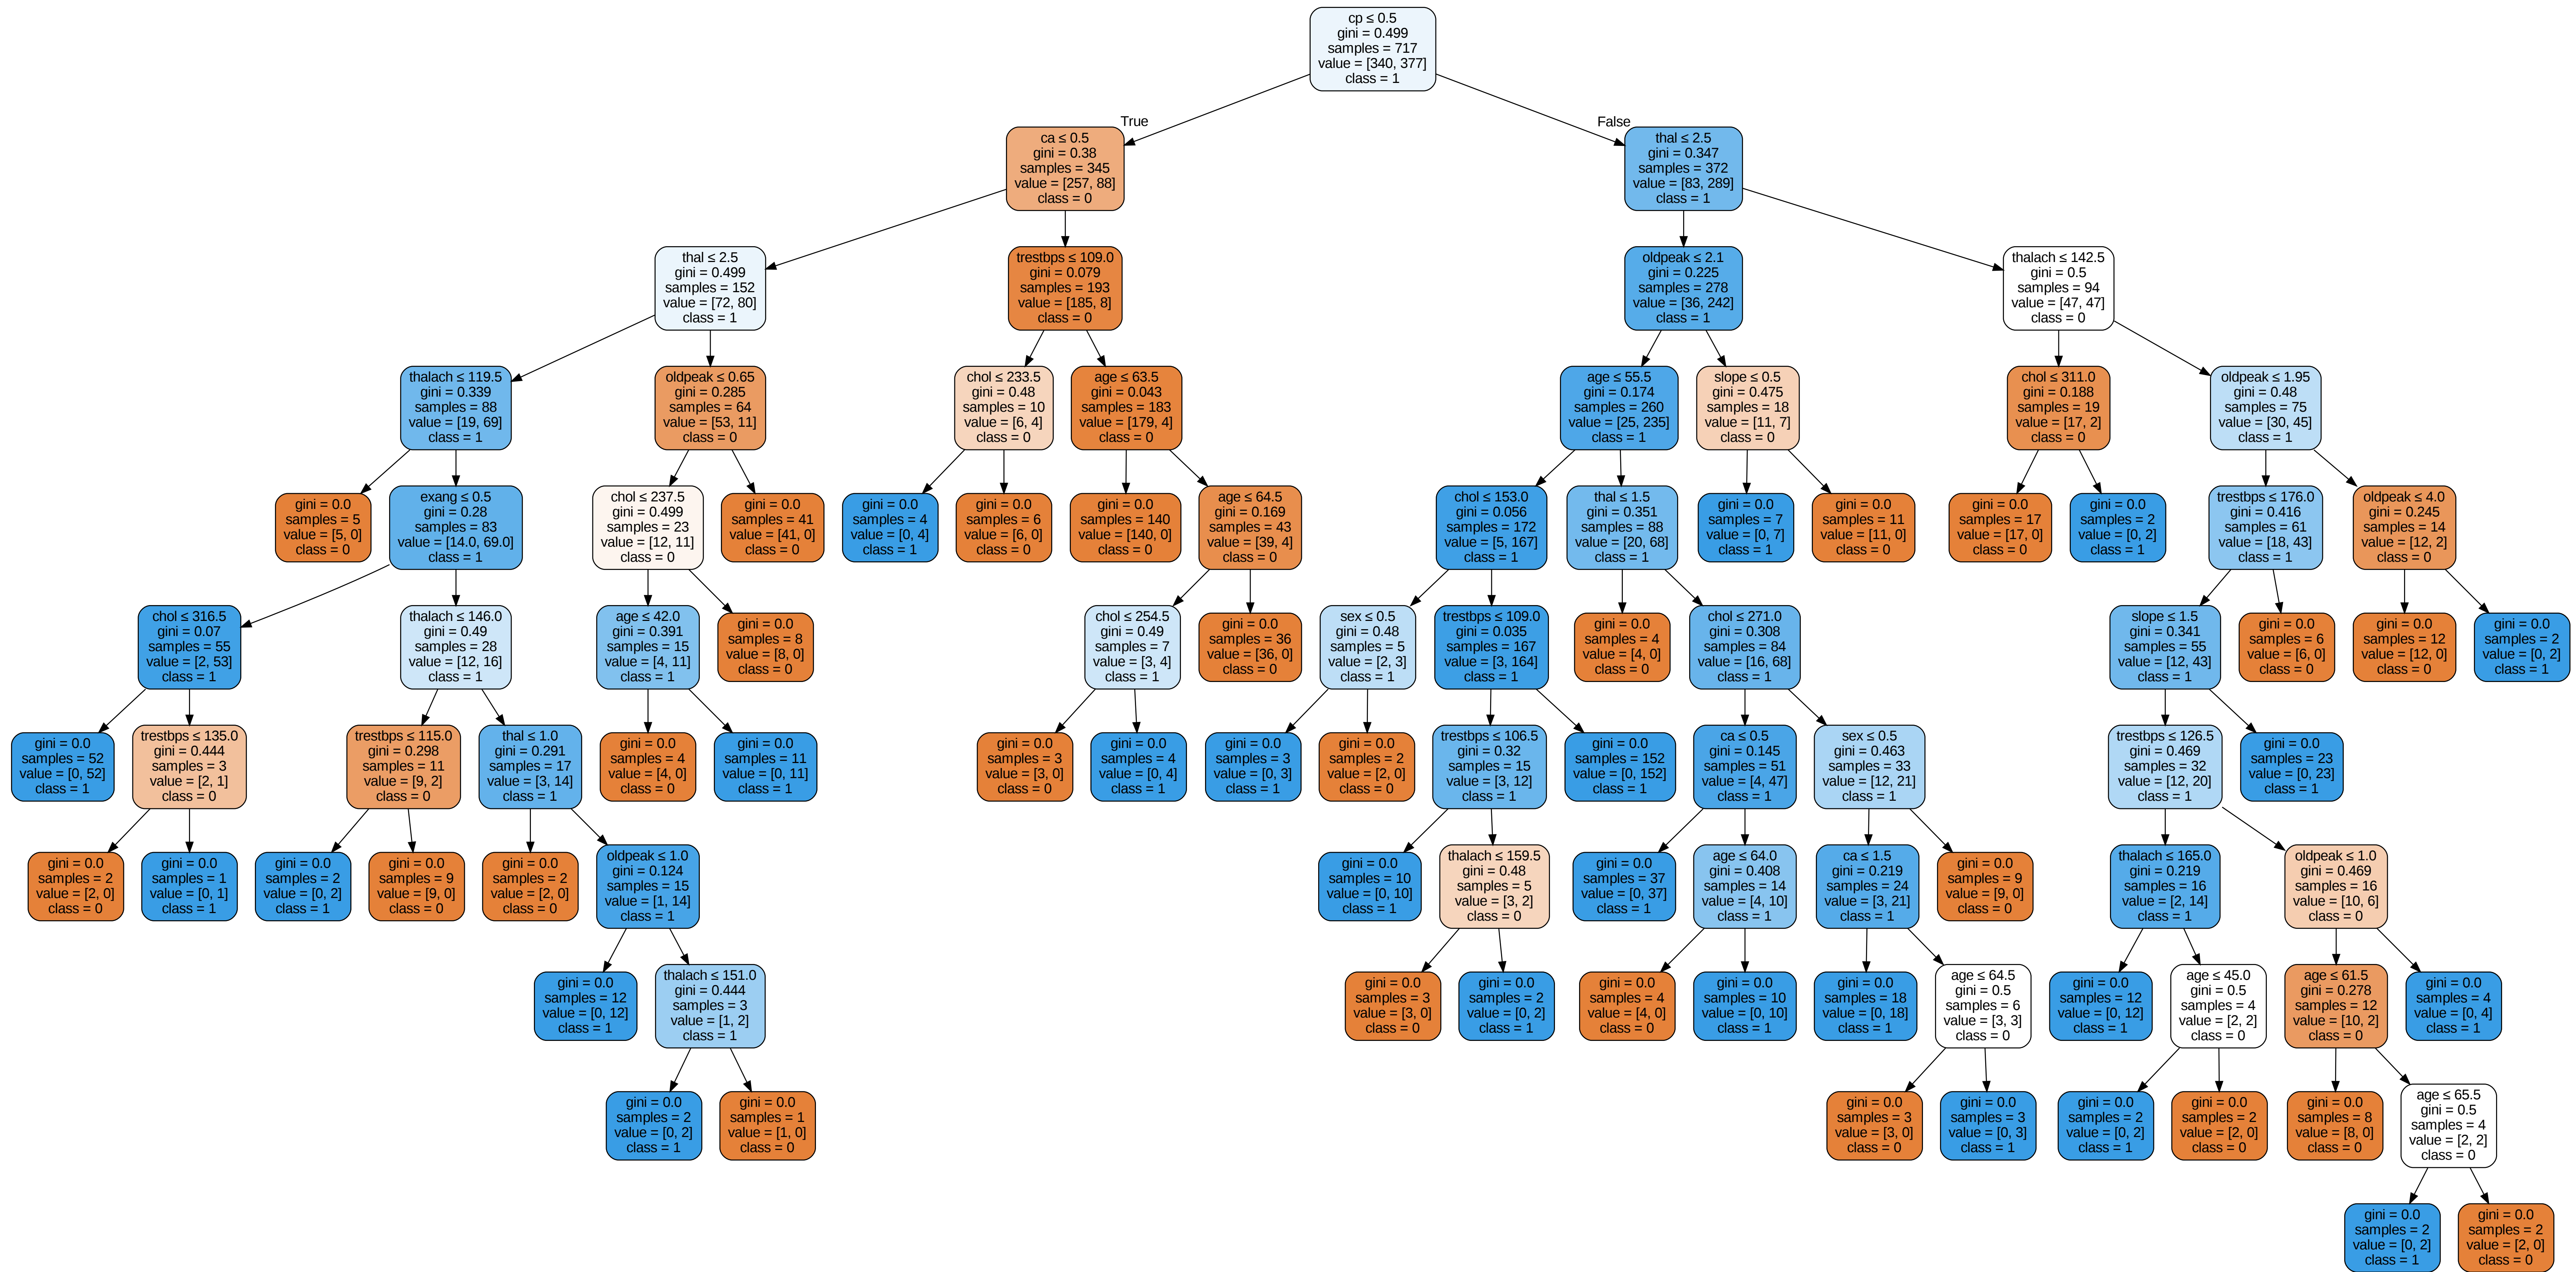 cp ≤ 0.5
gini = 0.499
samples = 717
value = [340, 377]
class = 1
True
False
ca ≤ 0.5
gini = 0.38
samples = 345
value = [257, 88]
class = 0
thal ≤ 2.5
gini = 0.347
samples = 372
value = [83, 289]
class = 1
thal ≤ 2.5
gini = 0.499
samples = 152
value = [72, 80]
class = 1
trestbps ≤ 109.0
gini = 0.079
samples = 193
value = [185, 8]
class = 0
oldpeak ≤ 2.1
gini = 0.225
samples = 278
value = [36, 242]
class = 1
thalach ≤ 142.5
gini = 0.5
samples = 94
value = [47, 47]
class = 0
thalach ≤ 119.5
gini = 0.339
samples = 88
value = [19, 69]
class = 1
oldpeak ≤ 0.65
gini = 0.285
samples = 64
value = [53, 11]
class = 0
chol ≤ 233.5
gini = 0.48
samples = 10
value = [6, 4]
class = 0
age ≤ 63.5
gini = 0.043
samples = 183
value = [179, 4]
class = 0
age ≤ 55.5
gini = 0.174
samples = 260
value = [25, 235]
class = 1
slope ≤ 0.5
gini = 0.475
samples = 18
value = [11, 7]
class = 0
chol ≤ 311.0
gini = 0.188
samples = 19
value = [17, 2]
class = 0
oldpeak ≤ 1.95
gini = 0.48
samples = 75
value = [30, 45]
class = 1
gini = 0.0
samples = 5
value = [5, 0]
class = 0
exang ≤ 0.5
gini = 0.28
samples = 83
value = [14.0, 69.0]
class = 1
chol ≤ 237.5
gini = 0.499
samples = 23
value = [12, 11]
class = 0
gini = 0.0
samples = 41
value = [41, 0]
class = 0
gini = 0.0
samples = 4
value = [0, 4]
class = 1
gini = 0.0
samples = 6
value = [6, 0]
class = 0
gini = 0.0
samples = 140
value = [140, 0]
class = 0
age ≤ 64.5
gini = 0.169
samples = 43
value = [39, 4]
class = 0
chol ≤ 153.0
gini = 0.056
samples = 172
value = [5, 167]
class = 1
thal ≤ 1.5
gini = 0.351
samples = 88
value = [20, 68]
class = 1
gini = 0.0
samples = 7
value = [0, 7]
class = 1
gini = 0.0
samples = 11
value = [11, 0]
class = 0
gini = 0.0
samples = 17
value = [17, 0]
class = 0
gini = 0.0
samples = 2
value = [0, 2]
class = 1
trestbps ≤ 176.0
gini = 0.416
samples = 61
value = [18, 43]
class = 1
oldpeak ≤ 4.0
gini = 0.245
samples = 14
value = [12, 2]
class = 0
chol ≤ 316.5
gini = 0.07
samples = 55
value = [2, 53]
class = 1
thalach ≤ 146.0
gini = 0.49
samples = 28
value = [12, 16]
class = 1
age ≤ 42.0
gini = 0.391
samples = 15
value = [4, 11]
class = 1
gini = 0.0
samples = 8
value = [8, 0]
class = 0
chol ≤ 254.5
gini = 0.49
samples = 7
value = [3, 4]
class = 1
gini = 0.0
samples = 36
value = [36, 0]
class = 0
sex ≤ 0.5
gini = 0.48
samples = 5
value = [2, 3]
class = 1
trestbps ≤ 109.0
gini = 0.035
samples = 167
value = [3, 164]
class = 1
gini = 0.0
samples = 4
value = [4, 0]
class = 0
chol ≤ 271.0
gini = 0.308
samples = 84
value = [16, 68]
class = 1
slope ≤ 1.5
gini = 0.341
samples = 55
value = [12, 43]
class = 1
gini = 0.0
samples = 6
value = [6, 0]
class = 0
gini = 0.0
samples = 12
value = [12, 0]
class = 0
gini = 0.0
samples = 2
value = [0, 2]
class = 1
gini = 0.0
samples = 52
value = [0, 52]
class = 1
trestbps ≤ 135.0
gini = 0.444
samples = 3
value = [2, 1]
class = 0
trestbps ≤ 115.0
gini = 0.298
samples = 11
value = [9, 2]
class = 0
thal ≤ 1.0
gini = 0.291
samples = 17
value = [3, 14]
class = 1
gini = 0.0
samples = 4
value = [4, 0]
class = 0
gini = 0.0
samples = 11
value = [0, 11]
class = 1
gini = 0.0
samples = 3
value = [3, 0]
class = 0
gini = 0.0
samples = 4
value = [0, 4]
class = 1
gini = 0.0
samples = 3
value = [0, 3]
class = 1
gini = 0.0
samples = 2
value = [2, 0]
class = 0
trestbps ≤ 106.5
gini = 0.32
samples = 15
value = [3, 12]
class = 1
gini = 0.0
samples = 152
value = [0, 152]
class = 1
ca ≤ 0.5
gini = 0.145
samples = 51
value = [4, 47]
class = 1
sex ≤ 0.5
gini = 0.463
samples = 33
value = [12, 21]
class = 1
trestbps ≤ 126.5
gini = 0.469
samples = 32
value = [12, 20]
class = 1
gini = 0.0
samples = 23
value = [0, 23]
class = 1
gini = 0.0
samples = 2
value = [2, 0]
class = 0
gini = 0.0
samples = 1
value = [0, 1]
class = 1
gini = 0.0
samples = 2
value = [0, 2]
class = 1
gini = 0.0
samples = 9
value = [9, 0]
class = 0
gini = 0.0
samples = 2
value = [2, 0]
class = 0
oldpeak ≤ 1.0
gini = 0.124
samples = 15
value = [1, 14]
class = 1
gini = 0.0
samples = 10
value = [0, 10]
class = 1
thalach ≤ 159.5
gini = 0.48
samples = 5
value = [3, 2]
class = 0
gini = 0.0
samples = 37
value = [0, 37]
class = 1
age ≤ 64.0
gini = 0.408
samples = 14
value = [4, 10]
class = 1
ca ≤ 1.5
gini = 0.219
samples = 24
value = [3, 21]
class = 1
gini = 0.0
samples = 9
value = [9, 0]
class = 0
thalach ≤ 165.0
gini = 0.219
samples = 16
value = [2, 14]
class = 1
oldpeak ≤ 1.0
gini = 0.469
samples = 16
value = [10, 6]
class = 0
gini = 0.0
samples = 12
value = [0, 12]
class = 1
thalach ≤ 151.0
gini = 0.444
samples = 3
value = [1, 2]
class = 1
gini = 0.0
samples = 3
value = [3, 0]
class = 0
gini = 0.0
samples = 2
value = [0, 2]
class = 1
gini = 0.0
samples = 4
value = [4, 0]
class = 0
gini = 0.0
samples = 10
value = [0, 10]
class = 1
gini = 0.0
samples = 18
value = [0, 18]
class = 1
age ≤ 64.5
gini = 0.5
samples = 6
value = [3, 3]
class = 0
gini = 0.0
samples = 12
value = [0, 12]
class = 1
age ≤ 45.0
gini = 0.5
samples = 4
value = [2, 2]
class = 0
age ≤ 61.5
gini = 0.278
samples = 12
value = [10, 2]
class = 0
gini = 0.0
samples = 4
value = [0, 4]
class = 1
gini = 0.0
samples = 2
value = [0, 2]
class = 1
gini = 0.0
samples = 1
value = [1, 0]
class = 0
gini = 0.0
samples = 3
value = [3, 0]
class = 0
gini = 0.0
samples = 3
value = [0, 3]
class = 1
gini = 0.0
samples = 2
value = [0, 2]
class = 1
gini = 0.0
samples = 2
value = [2, 0]
class = 0
gini = 0.0
samples = 8
value = [8, 0]
class = 0
age ≤ 65.5
gini = 0.5
samples = 4
value = [2, 2]
class = 0
gini = 0.0
samples = 2
value = [0, 2]
class = 1
gini = 0.0
samples = 2
value = [2, 0]
class = 0